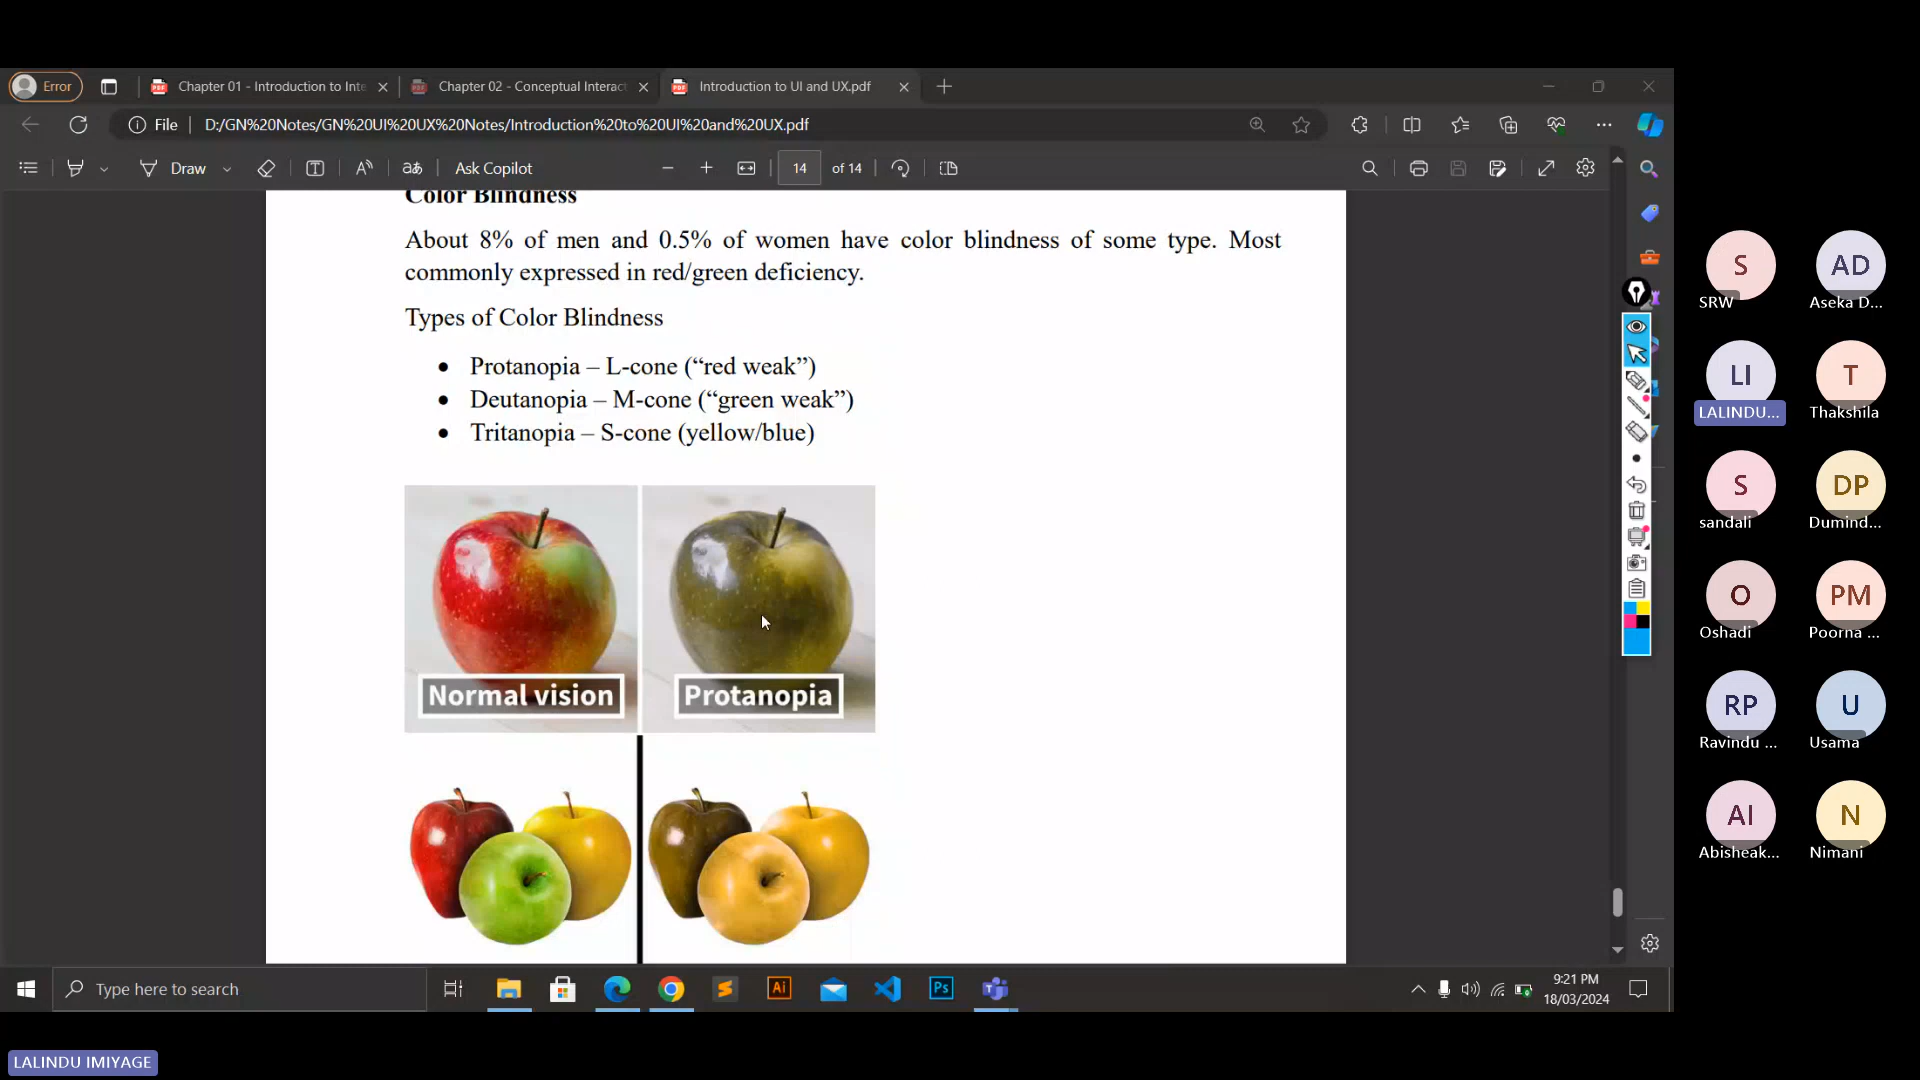 Error
Chapter 01 - Introduction to Inte
Chapter 02 - Conceptual Interac
Introduction to UI and UX.pdf
File
D:/GN%20Notes/GN%20UI%20UX%20Notes/Introduction%20to%20UI%20and%20UX.pdf
Draw
Ask Copilot
14
of 14
Color Blindness
About 8% of men and 0.5% of women have color blindness of some type. Most
commonly expressed in red/green deficiency.
Types of Color Blindness
• Protanopia – L-cone (“red weak”)
• Deutanopia – M-cone (“green weak”)
• Tritanopia – S-cone (yellow/blue)
Normal vision
Protanopia
S
SRW
AD
Aseka D...
LI
LALINDU...
T
Thakshila
S
sandali
DP
Dumind...
O
Oshadi
PM
Poorna ...
RP
Ravindu ...
U
Usama
AI
Abisheak...
N
Nimani
Type here to search
Ai
Ps
9:21 PM
18/03/2024
LALINDU IMIYAGE